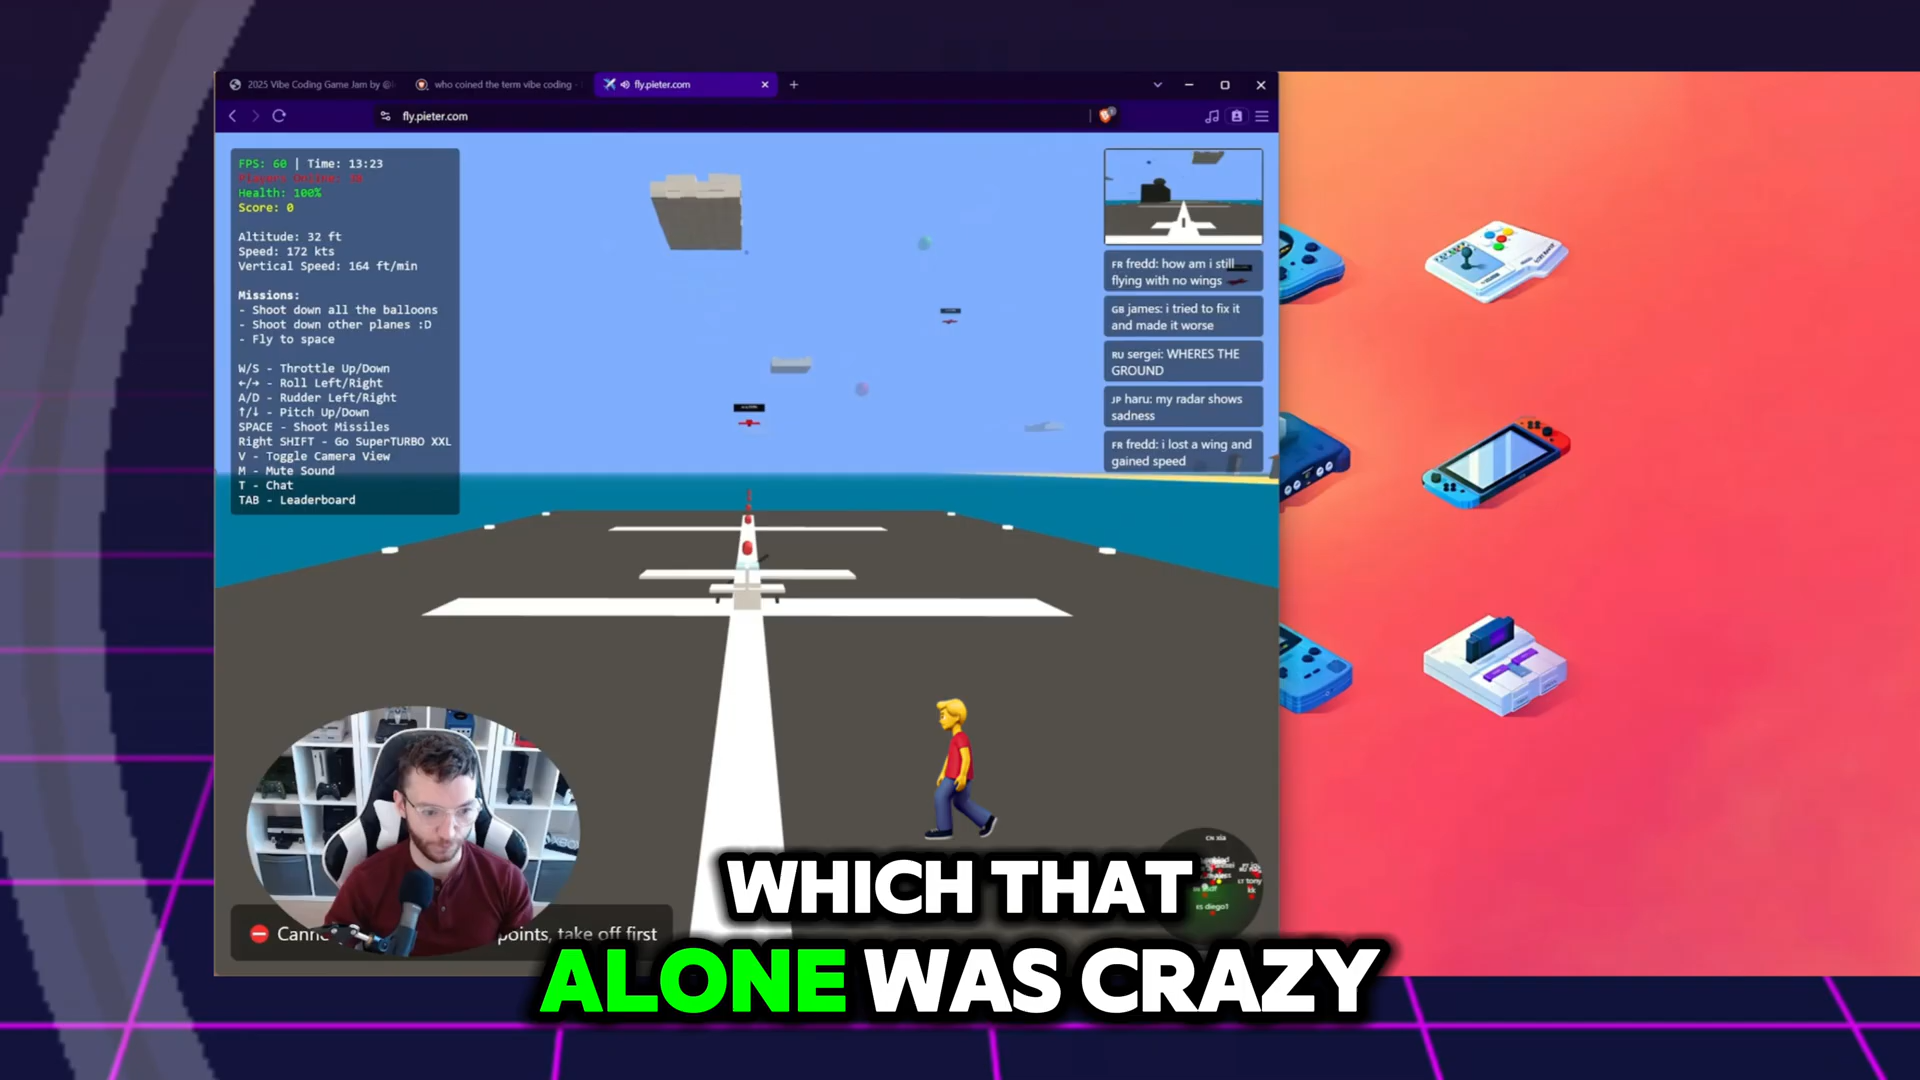 2025 Vibe Coding Game Jam by @l
who coined the term vibe coding -
fly.pieter.com
fly.pieter.com
FPS: 60 | Time: 13:23
Health: 100%
Score: 0
Altitude: 32 ft
Speed: 172 kts
Vertical Speed: 164 ft/min
Missions:
- Shoot down all the balloons
- Shoot down other planes :D
- Fly to space
W/S - Throttle Up/Down
←/→ - Roll Left/Right
A/D - Rudder Left/Right
↑/↓ - Pitch Up/Down
SPACE - Shoot Missiles
Right SHIFT - Go SuperTURBO XXL
V - Toggle Camera View
M - Mute Sound
T - Chat
TAB - Leaderboard
FR fredd: how am i still
flying with no wings
GB james: i tried to fix it
and made it worse
RU sergei: WHERES THE
GROUND
JP haru: my radar shows
sadness
FR fredd: i lost a wing and
gained speed
CN xia
tony
kk
diego1
Cann points, take off first
WHICH THAT
ALONE WAS CRAZY